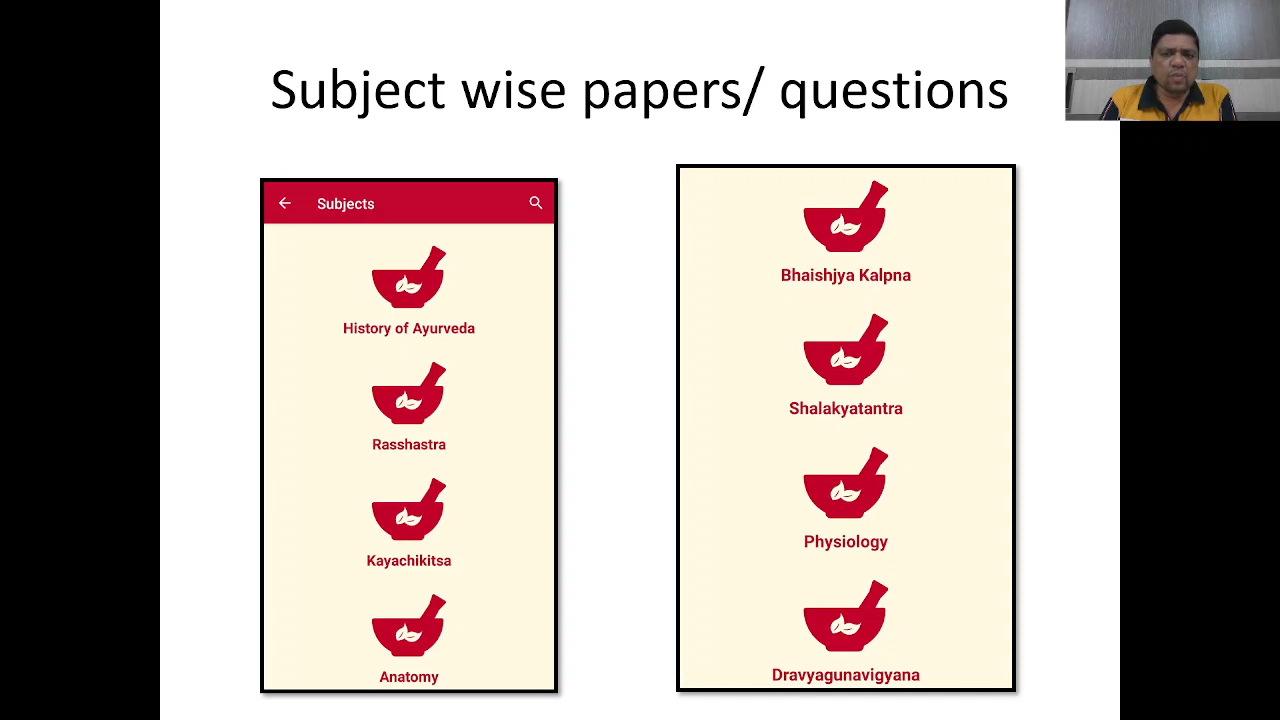 Subject wise papers/ questions
Subjects
History of Ayurveda
Rasshastra
Kayachikitsa
Anatomy
Bhaishjya Kalpna
Shalakyatantra
Physiology
Dravyagunavigyana